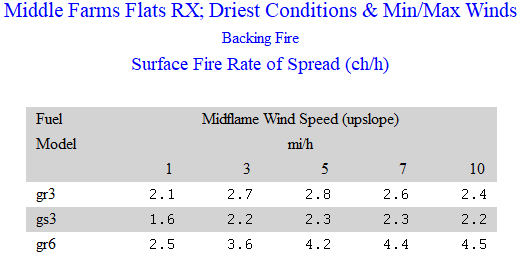 Middle Farms Flats RX; Driest Conditions & Min/Max Winds
Backing Fire
Surface Fire Rate of Spread (ch/h)
Fuel Midflame Wind Speed (upslope)
Model mi/h
1 3 5 7 10
gr3 2.1 2.7 2.8 2.6 2.4
gs3 1.6 2.2 2.3 2.3 2.2
gr6 2.5 3.6 4.2 4.4 4.5